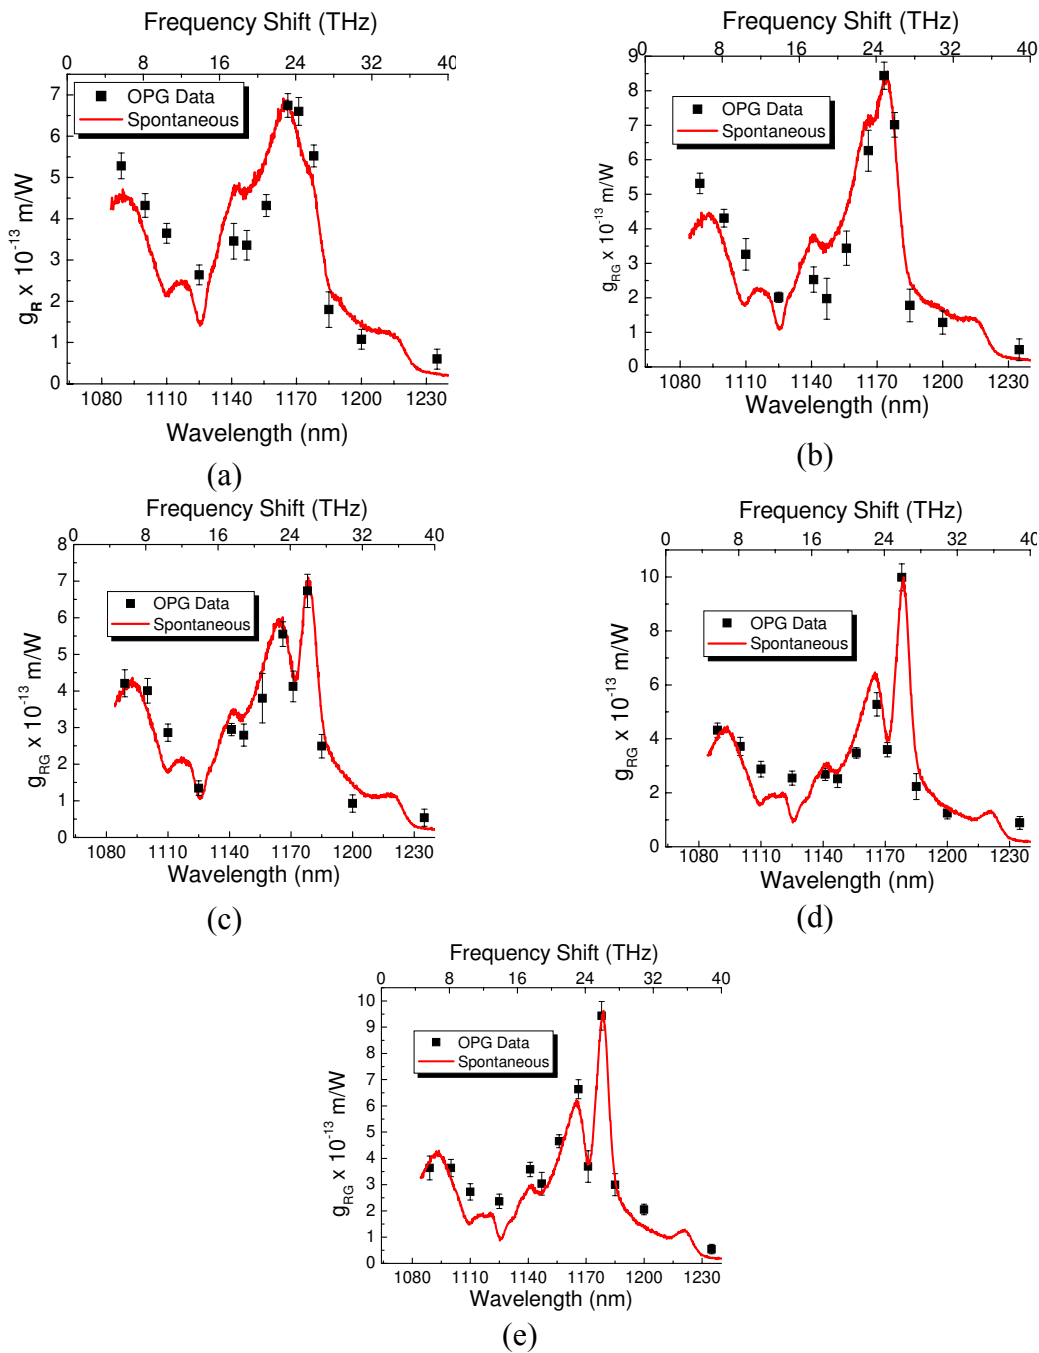 Frequency Shift (THz)
0 8 16 24 32 40
OPG Data
Spontaneous
7
6
5
4
3
2
1
0
g_R x 10^-13 m/W
1080 1110 1140 1170 1200 1230
Wavelength (nm)
(a)
Frequency Shift (THz)
0 8 16 24 32 40
OPG Data
Spontaneous
9
8
7
6
5
4
3
2
1
0
g_RG x 10^-13 m/W
1080 1110 1140 1170 1200 1230
Wavelength (nm)
(b)
Frequency Shift (THz)
0 8 16 24 32 40
OPG Data
Spontaneous
8
7
6
5
4
3
2
1
0
g_RG x 10^-13 m/W
1080 1110 1140 1170 1200 1230
Wavelength (nm)
(c)
Frequency Shift (THz)
0 8 16 24 32 40
OPG Data
Spontaneous
10
8
6
4
2
0
g_RG x 10^-13 m/W
1080 1110 1140 1170 1200 1230
Wavelength (nm)
(d)
Frequency Shift (THz)
0 8 16 24 32 40
OPG Data
Spontaneous
10
9
8
7
6
5
4
3
2
1
0
g_RG x 10^-13 m/W
1080 1110 1140 1170 1200 1230
Wavelength (nm)
(e)